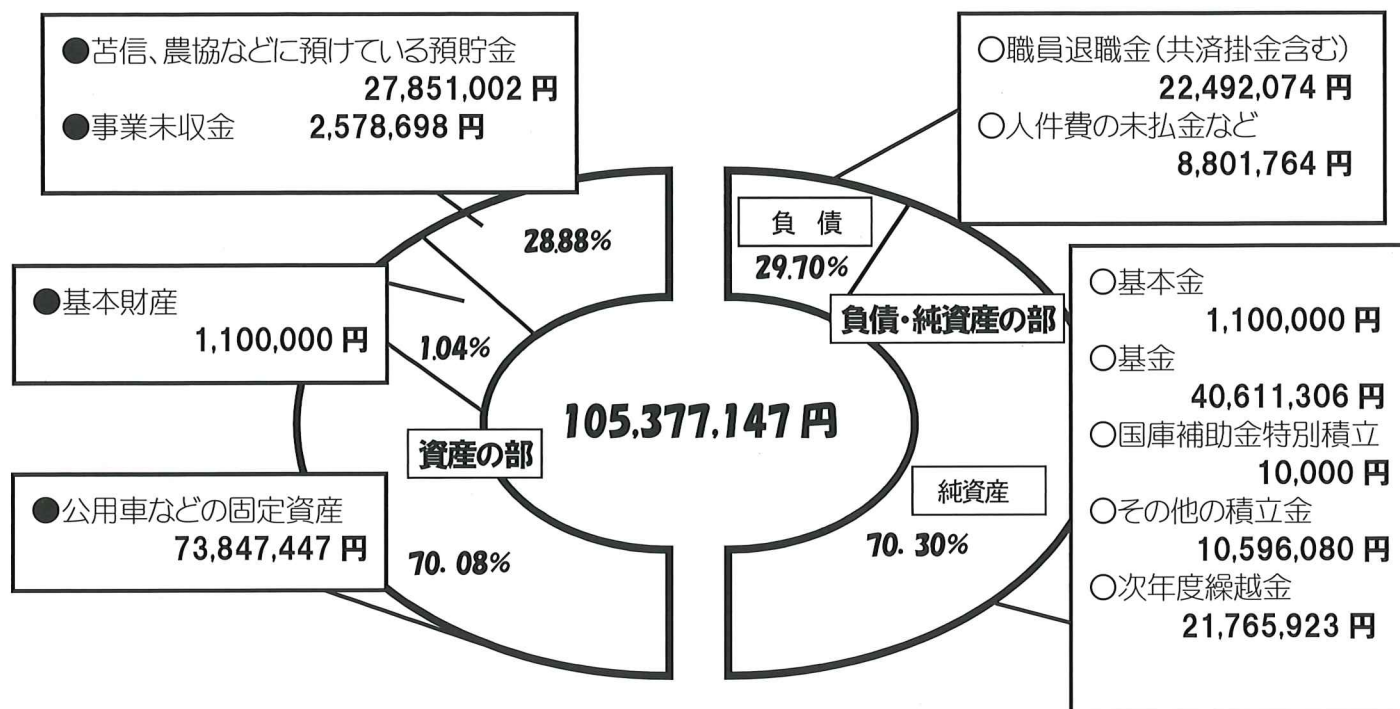 ●苫信、農協などに預けている預貯金
27,851,002 円
●事業未収金 2,578,698 円
●基本財産
1,100,000 円
●公用車などの固定資産
73,847,447 円
28.88%
1.04%
資産の部
70. 08%
105,377,147 円
負 債
29.70%
負債・純資産の部
純資産
70. 30%
○職員退職金(共済掛金含む)
22,492,074 円
○人件費の未払金など
8,801,764 円
○基本金
1,100,000 円
○基金
40,611,306 円
○国庫補助金特別積立
10,000 円
○その他の積立金
10,596,080 円
○次年度繰越金
21,765,923 円